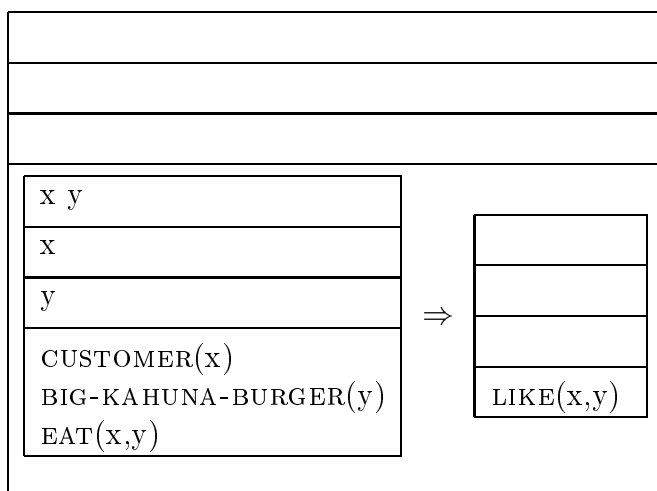 x y
x
y
CUSTOMER(x)
BIG-KAHUNA-BURGER(y)
EAT(x,y)
⇒
LIKE(x,y)